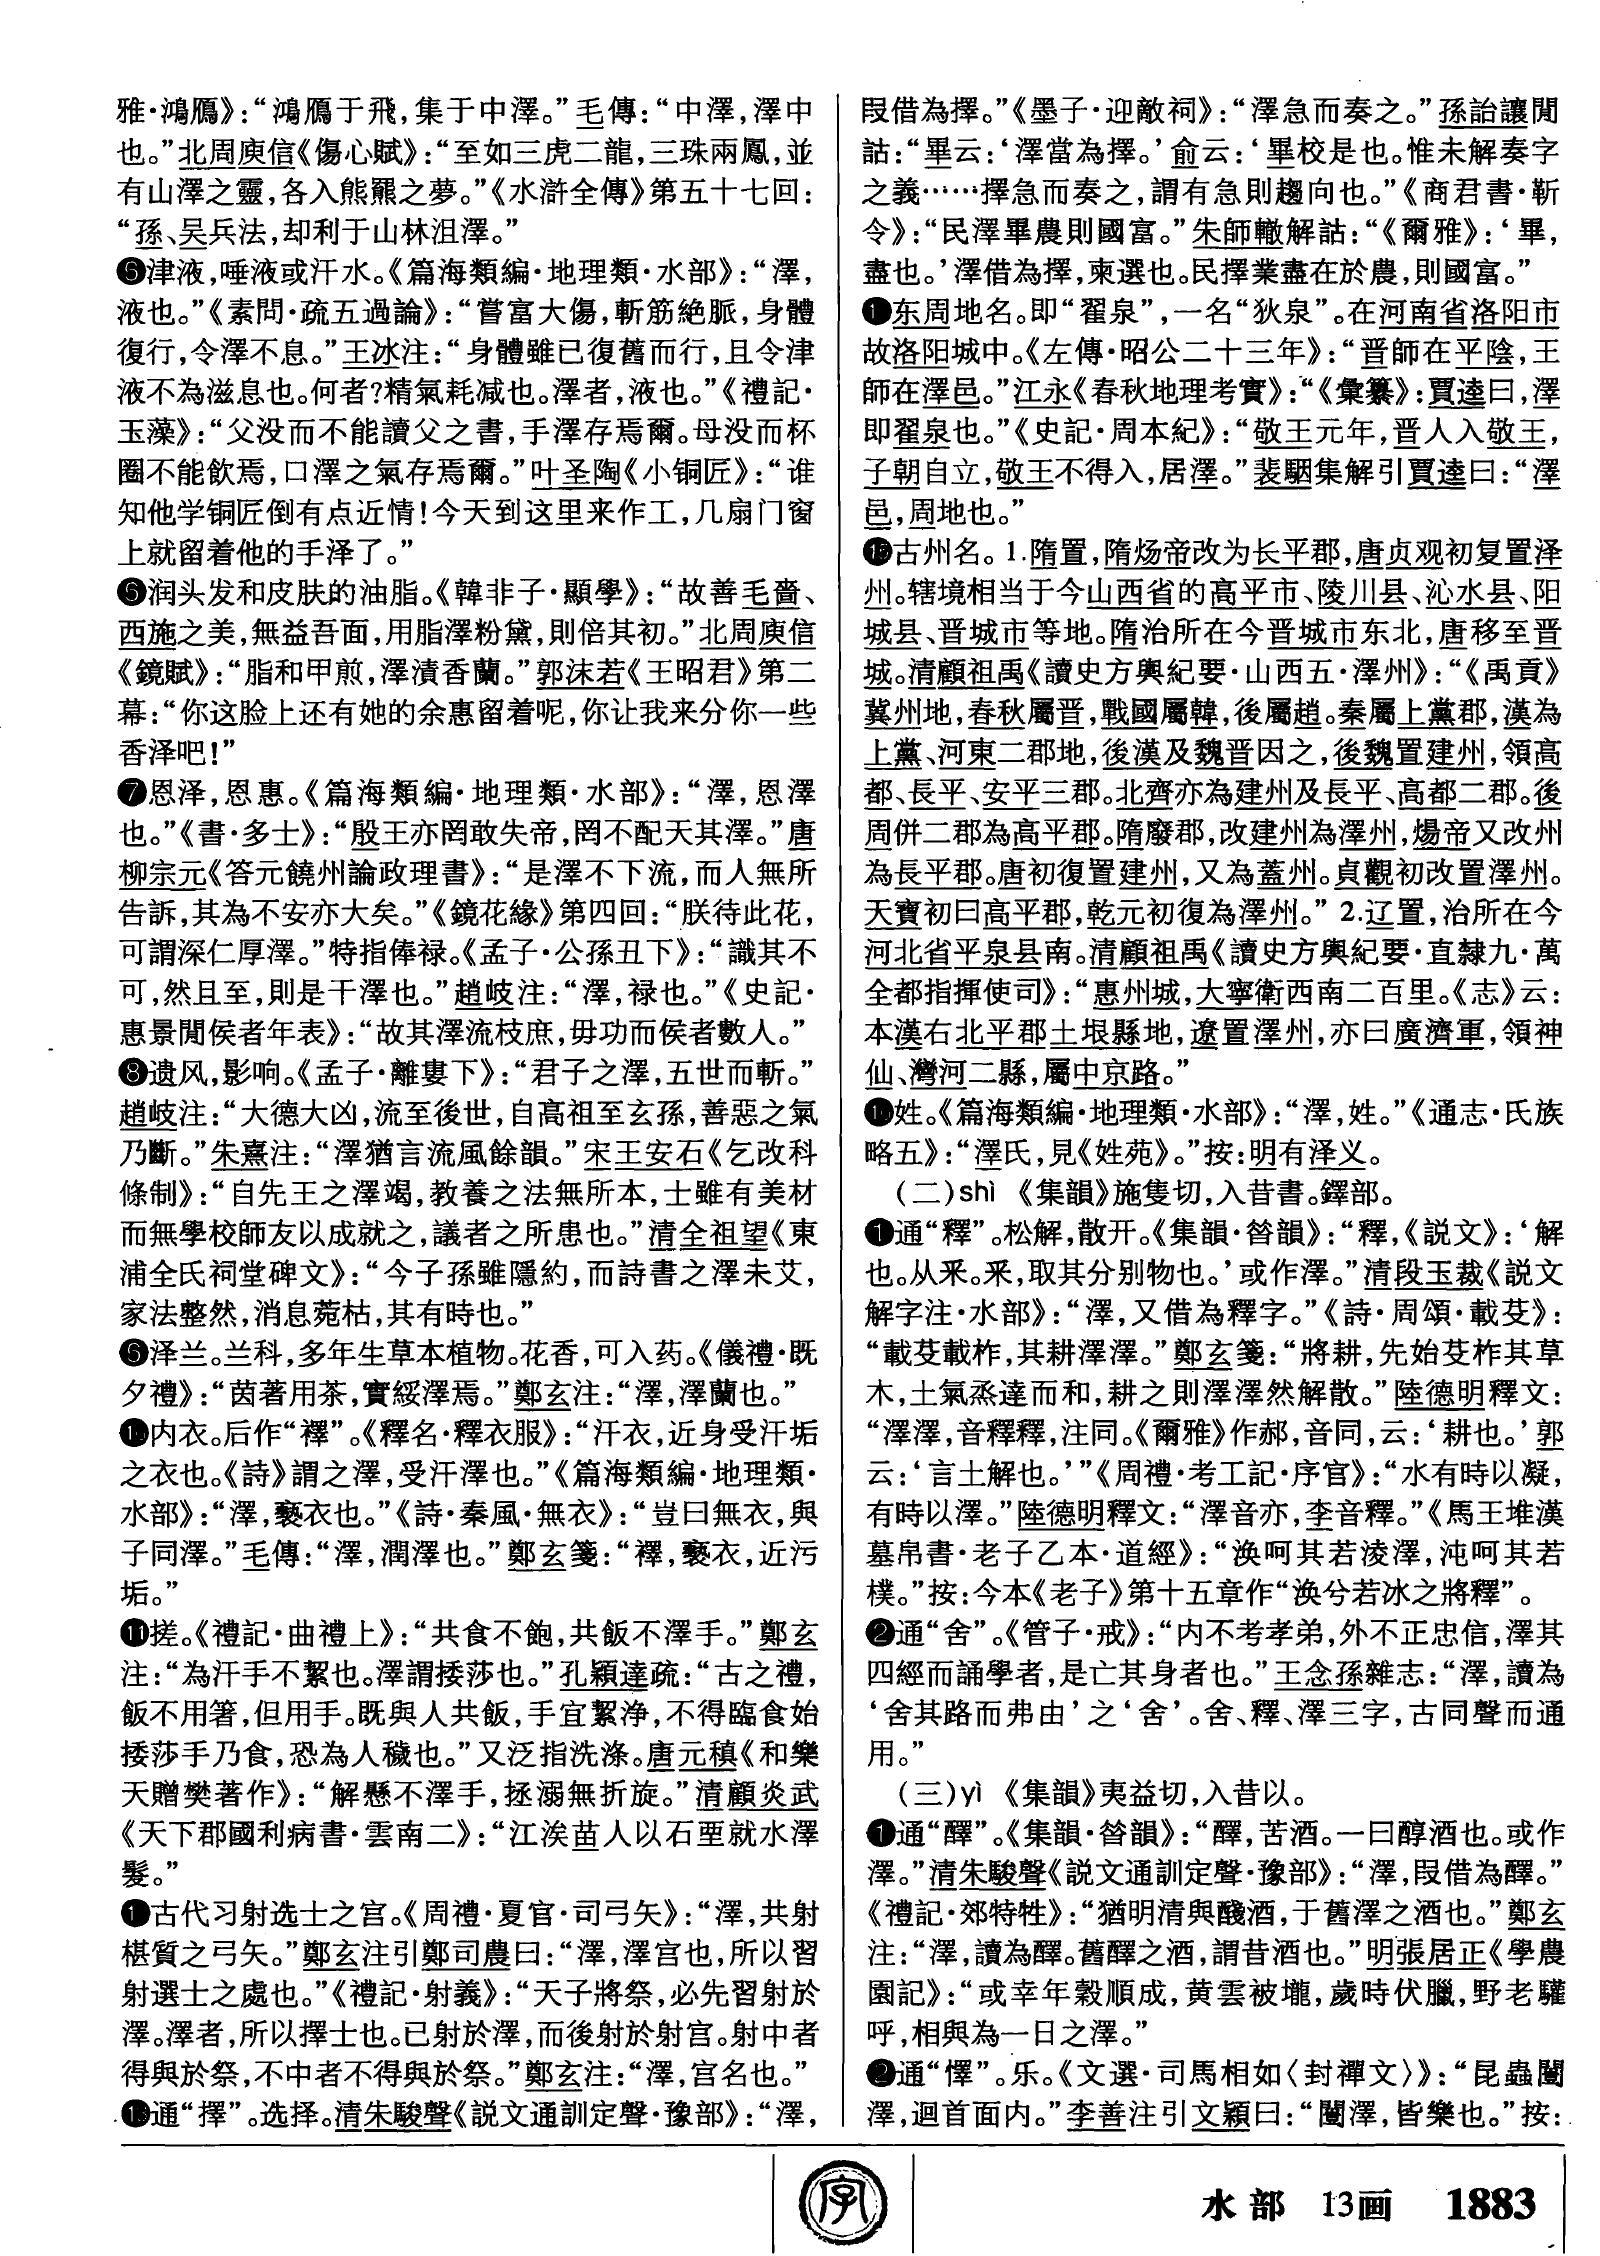 雅·鴻鴈》：“鴻鴈于飛，集于中澤。”毛傳：“中澤，澤中
也。”北周庾信《傷心賦》：“至如三虎二龍，三珠兩鳳，並
有山澤之靈，各入熊羆之夢。”《水滸全傳》第五十七回：
“孫、吴兵法，却利于山林沮澤。”
❺津液，唾液或汗水。《篇海類編·地理類·水部》：“澤，
液也。”《素問·疏五過論》：“嘗富大傷，斬筋絶脈，身體
復行，令澤不息。”王冰注：“身體雖已復舊而行，且令津
液不為滋息也。何者?精氣耗减也。澤者，液也。”《禮記·
玉藻》：“父没而不能讀父之書，手澤存焉爾。母没而杯
圈不能飲焉，口澤之氣存焉爾。”叶圣陶《小铜匠》：“谁
知他学铜匠倒有点近情！今天到这里来作工，几扇门窗
上就留着他的手泽了。”
❻润头发和皮肤的油脂。《韓非子·顯學》：“故善毛嗇、
西施之美，無益吾面，用脂澤粉黛，則倍其初。”北周庾信
《鏡賦》：“脂和甲煎，澤漬香蘭。”郭沫若《王昭君》第二
幕：“你这脸上还有她的余惠留着呢，你让我来分你一些
香泽吧！”
❼恩泽，恩惠。《篇海類編·地理類·水部》：“澤，恩澤
也。”《書·多士》：“殷王亦罔敢失帝，罔不配天其澤。”唐
柳宗元《答元饒州論政理書》：“是澤不下流，而人無所
告訴，其為不安亦大矣。”《鏡花緣》第四回：“朕待此花，
可謂深仁厚澤。”特指俸禄。《孟子·公孫丑下》：“識其不
可，然且至，則是干澤也。”趙岐注：“澤，禄也。”《史記·
惠景閒侯者年表》：“故其澤流枝庶，毋功而侯者數人。”
❽遗风，影响。《孟子·離婁下》：“君子之澤，五世而斬。”
趙岐注：“大德大凶，流至後世，自高祖至玄孫，善惡之氣
乃斷。”朱熹注：“澤猶言流風餘韻。”宋王安石《乞改科
條制》：“自先王之澤竭，教養之法無所本，士雖有美材
而無學校師友以成就之，議者之所患也。”清全祖望《東
浦全氏祠堂碑文》：“今子孫雖隱約，而詩書之澤未艾，
家法整然，消息菀枯，其有時也。”
❾泽兰。兰科，多年生草本植物。花香，可入药。《儀禮·既
夕禮》：“茵著用荼，實綏澤焉。”鄭玄注：“澤，澤蘭也。”
❿内衣。后作“襗”。《釋名·釋衣服》：“汗衣，近身受汗垢
之衣也。《詩》謂之澤，受汗澤也。”《篇海類編·地理類·
水部》：“澤，褻衣也。”《詩·秦風·無衣》：“豈曰無衣，與
子同澤。”毛傳：“澤，潤澤也。”鄭玄箋：“襗，褻衣，近污
垢。”
⓫搓。《禮記·曲禮上》：“共食不飽，共飯不澤手。”鄭玄
注：“為汗手不絜也。澤謂捼莎也。”孔穎達疏：“古之禮，
飯不用箸，但用手。既與人共飯，手宜絜净，不得臨食始
捼莎手乃食，恐為人穢也。”又泛指洗涤。唐元稹《和樂
天贈樊著作》：“解懸不澤手，拯溺無折旋。”清顧炎武
《天下郡國利病書·雲南二》：“江涘苗人以石垔就水澤
髮。”
⓬古代习射选士之宫。《周禮·夏官·司弓矢》：“澤，共射
椹質之弓矢。”鄭玄注引鄭司農曰：“澤，澤宫也，所以習
射選士之處也。”《禮記·射義》：“天子將祭，必先習射於
澤。澤者，所以擇士也。已射於澤，而後射於射宫。射中者
得與於祭，不中者不得與於祭。”鄭玄注：“澤，宫名也。”
⓭通“擇”。选择。清朱駿聲《説文通訓定聲·豫部》：“澤，
叚借為擇。”《墨子·迎敵祠》：“澤急而奏之。”孫詒讓閒
詁：“畢云：‘澤當為擇。’俞云：‘畢校是也。惟未解奏字
之義……擇急而奏之，謂有急則趨向也。”《商君書·靳
令》：“民澤畢農則國富。”朱師轍解詁：“《爾雅》：‘畢，
盡也。’澤借為擇，柬選也。民擇業盡在於農，則國富。”
⓮东周地名。即“翟泉”，一名“狄泉”。在河南省洛阳市
故洛阳城中。《左傳·昭公二十三年》：“晋師在平陰，王
師在澤邑。”江永《春秋地理考實》：“《彙纂》：賈逵曰，澤
即翟泉也。”《史記·周本紀》：“敬王元年，晋人入敬王，
子朝自立，敬王不得入，居澤。”裴駰集解引賈逵曰：“澤
邑，周地也。”
⓯古州名。1.隋置，隋炀帝改为长平郡，唐贞观初复置泽
州。辖境相当于今山西省的高平市、陵川县、沁水县、阳
城县、晋城市等地。隋治所在今晋城市东北，唐移至晋
城。清顧祖禹《讀史方輿紀要·山西五·澤州》：“《禹貢》
冀州地，春秋屬晋，戰國屬韓，後屬趙。秦屬上黨郡，漢為
上黨、河東二郡地，後漢及魏晋因之，後魏置建州，領高
都、長平、安平三郡。北齊亦為建州及長平、高都二郡。後
周併二郡為高平郡。隋廢郡，改建州為澤州，煬帝又改州
為長平郡。唐初復置建州，又為蓋州。貞觀初改置澤州。
天寶初曰高平郡，乾元初復為澤州。” 2.辽置，治所在今
河北省平泉县南。清顧祖禹《讀史方輿紀要·直隸九·萬
全都指揮使司》：“惠州城，大寧衛西南二百里。《志》云：
本漢右北平郡土垠縣地，遼置澤州，亦曰廣濟軍，領神
仙、灣河二縣，屬中京路。”
⓰姓。《篇海類編·地理類·水部》：“澤，姓。”《通志·氏族
略五》：“澤氏，見《姓苑》。”按：明有泽义。
（二）shì 《集韻》施隻切，入昔書。鐸部。
❶通“釋”。松解，散开。《集韻·昝韻》：“釋，《説文》：‘解
也。从釆。釆，取其分别物也。’或作澤。”清段玉裁《説文
解字注·水部》：“澤，又借為釋字。”《詩·周頌·載芟》：
“載芟載柞，其耕澤澤。”鄭玄箋：“將耕，先始芟柞其草
木，土氣烝達而和，耕之則澤澤然解散。”陸德明釋文：
“澤澤，音釋釋，注同。《爾雅》作郝，音同，云：‘耕也。’郭
云：‘言土解也。’”《周禮·考工記·序官》：“水有時以凝，
有時以澤。”陸德明釋文：“澤音亦，李音釋。”《馬王堆漢
墓帛書·老子乙本·道經》：“涣呵其若淩澤，沌呵其若
樸。”按：今本《老子》第十五章作“涣兮若冰之將釋”。
❷通“舍”。《管子·戒》：“内不考孝弟，外不正忠信，澤其
四經而誦學者，是亡其身者也。”王念孫雜志：“澤，讀為
‘舍其路而弗由’之‘舍’。舍、釋、澤三字，古同聲而通
用。”
（三）yì 《集韻》夷益切，入昔以。
❶通“醳”。《集韻·昝韻》：“醳，苦酒。一曰醇酒也。或作
澤。”清朱駿聲《説文通訓定聲·豫部》：“澤，叚借為醳。”
《禮記·郊特牲》：“猶明清與醆酒，于舊澤之酒也。”鄭玄
注：“澤，讀為醳。舊醳之酒，謂昔酒也。”明張居正《學農
園記》：“或幸年穀順成，黄雲被壠，歲時伏臘，野老驩
呼，相與為一日之澤。”
❷通“懌”。乐。《文選·司馬相如〈封禪文〉》：“昆蟲闓
澤，迴首面内。”李善注引文穎曰：“闓澤，皆樂也。”按：
字
水部 13画 1883